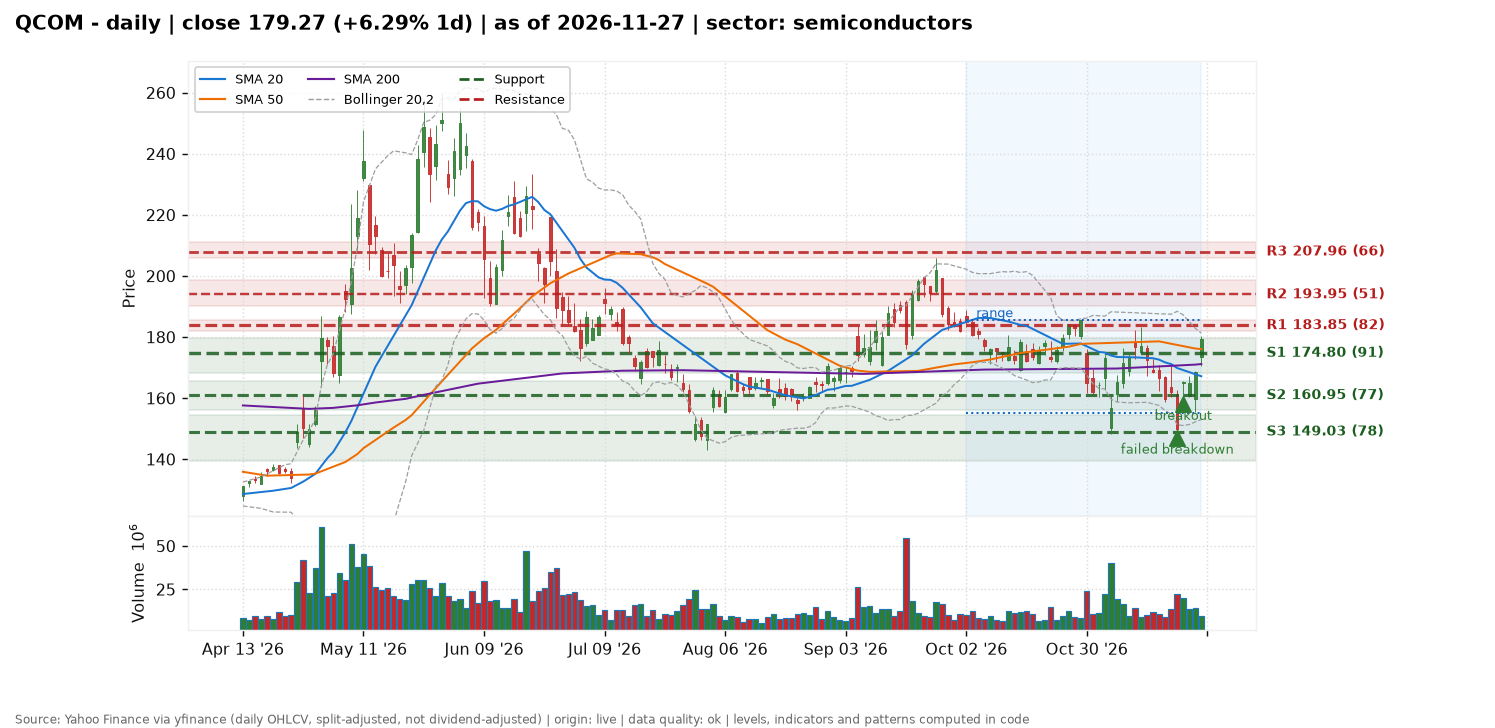 QCOM - daily | close 179.27 (+6.29% 1d) | as of 2026-11-27 | sector: semiconductors
SMA 20
SMA 50
SMA 200
Bollinger 20,2
Support
Resistance
Price
260
240
220
200
180
160
140
range
breakout
failed breakdown
R3 207.96 (66)
R2 193.95 (51)
R1 183.85 (82)
S1 174.80 (91)
S2 160.95 (77)
S3 149.03 (78)
Volume 10⁶
50
25
Apr 13 '26
May 11 '26
Jun 09 '26
Jul 09 '26
Aug 06 '26
Sep 03 '26
Oct 02 '26
Oct 30 '26
Source: Yahoo Finance via yfinance (daily OHLCV, split-adjusted, not dividend-adjusted) | origin: live | data quality: ok | levels, indicators and patterns computed in code